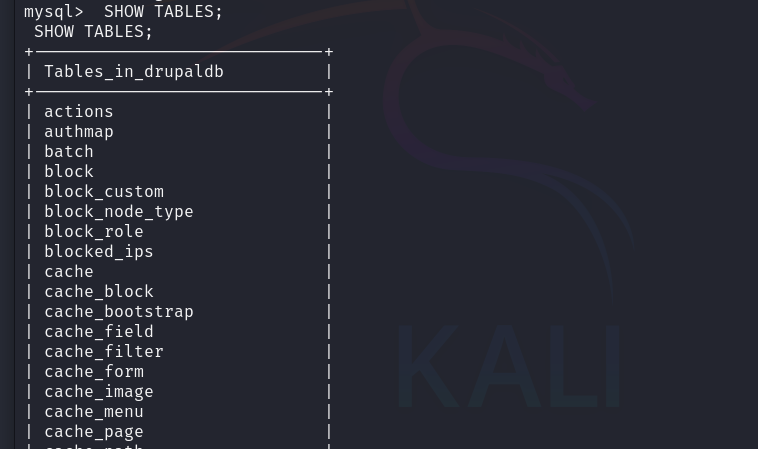 mysql>  SHOW TABLES;
 SHOW TABLES;
+-----------------------------+
| Tables_in_drupaldb          |
+-----------------------------+
| actions                     |
| authmap                     |
| batch                       |
| block                       |
| block_custom                |
| block_node_type             |
| block_role                  |
| blocked_ips                 |
| cache                       |
| cache_block                 |
| cache_bootstrap             |
| cache_field                 |
| cache_filter                |
| cache_form                  |
| cache_image                 |
| cache_menu                  |
| cache_page                  |
KALI